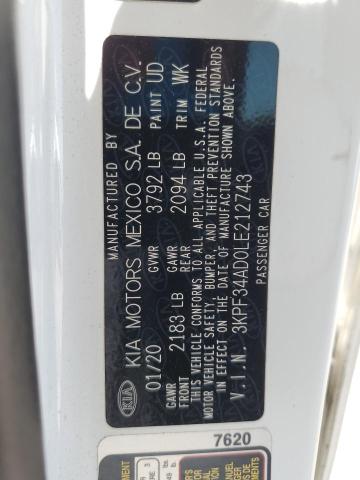 MANUFACTURED BY
KIA KIA MOTORS MEXICO S.A. DE C.V.
01/20 GVWR 3792 LB PAINT UD
GAWR FRONT 2183 LB GAWR REAR 2094 LB TRIM WK
THIS VEHICLE CONFORMS TO ALL APPLICABLE U.S.A. FEDERAL
MOTOR VEHICLE SAFETY, BUMPER, AND THEFT PREVENTION STANDARDS
IN EFFECT ON THE DATE OF MANUFACTURE SHOWN ABOVE.
V.I.N. 3KPF34AD0LE212743
PASSENGER CAR
7620